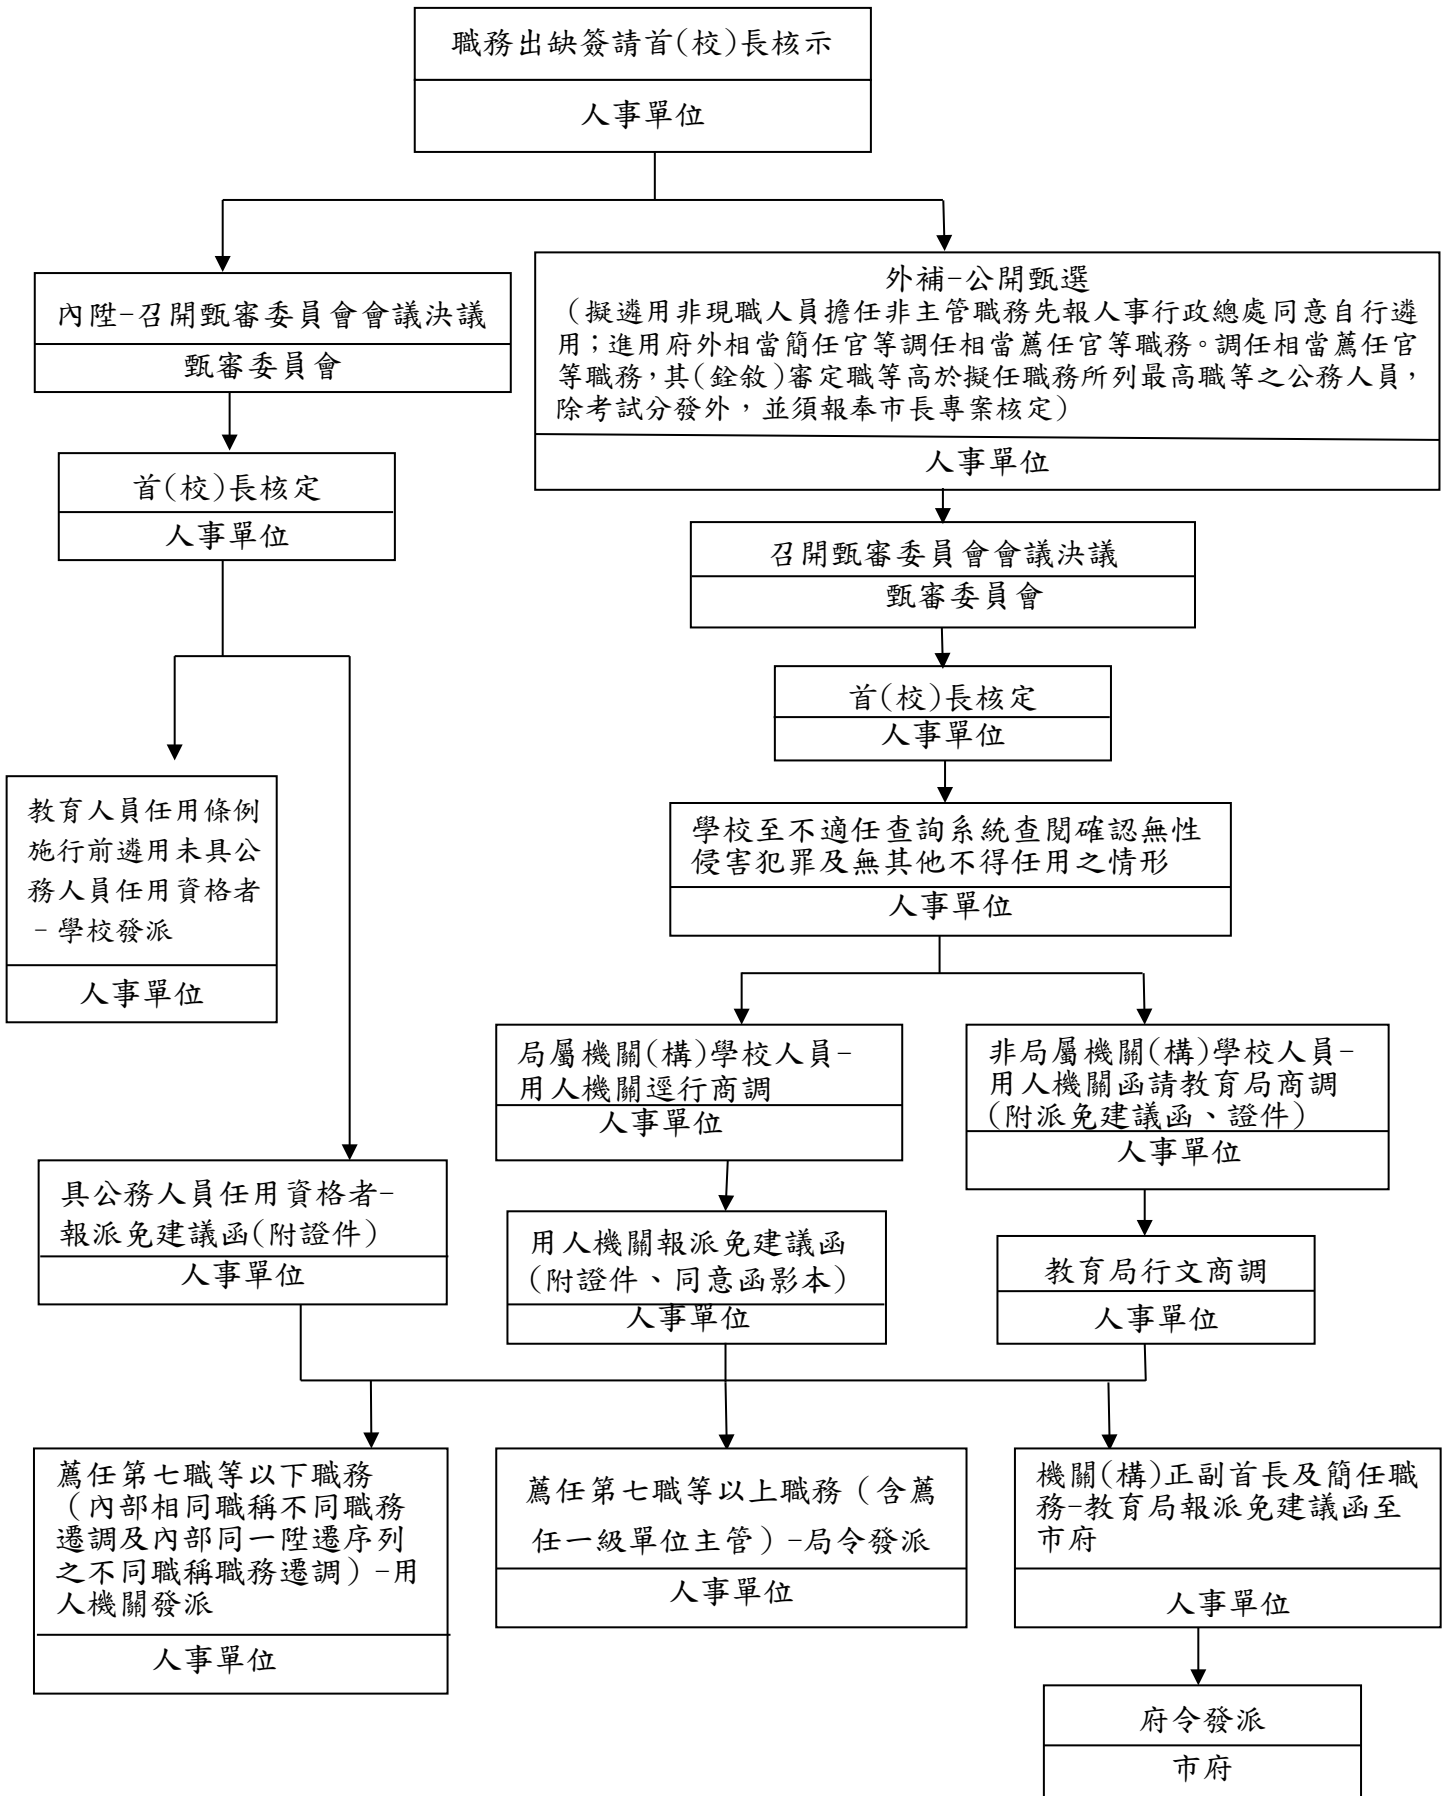 職務出缺簽請首(校)長核示
人事單位
內陞-召開甄審委員會會議決議
甄審委員會
外補-公開甄選
（擬遴用非現職人員擔任非主管職務先報人事行政總處同意自行遴
用；進用府外相當簡任官等調任相當薦任官等職務。調任相當薦任官
等職務，其(銓敘)審定職等高於擬任職務所列最高職等之公務人員，
除考試分發外，並須報奉市長專案核定）
人事單位
首(校)長核定
人事單位
召開甄審委員會會議決議
甄審委員會
首(校)長核定
人事單位
教育人員任用條例
施行前遴用未具公
務人員任用資格者
-學校發派
人事單位
學校至不適任查詢系統查閱確認無性
侵害犯罪及無其他不得任用之情形
人事單位
局屬機關(構)學校人員-
用人機關逕行商調
人事單位
非局屬機關(構)學校人員-
用人機關函請教育局商調
(附派免建議函、證件)
人事單位
具公務人員任用資格者-
報派免建議函(附證件)
人事單位
用人機關報派免建議函
(附證件、同意函影本)
人事單位
教育局行文商調
人事單位
薦任第七職等以下職務
（內部相同職稱不同職務
遷調及內部同一陞遷序列
之不同職稱職務遷調）-用
人機關發派
人事單位
薦任第七職等以上職務（含薦
任一級單位主管）-局令發派
人事單位
機關(構)正副首長及簡任職
務-教育局報派免建議函至
市府
人事單位
府令發派
市府